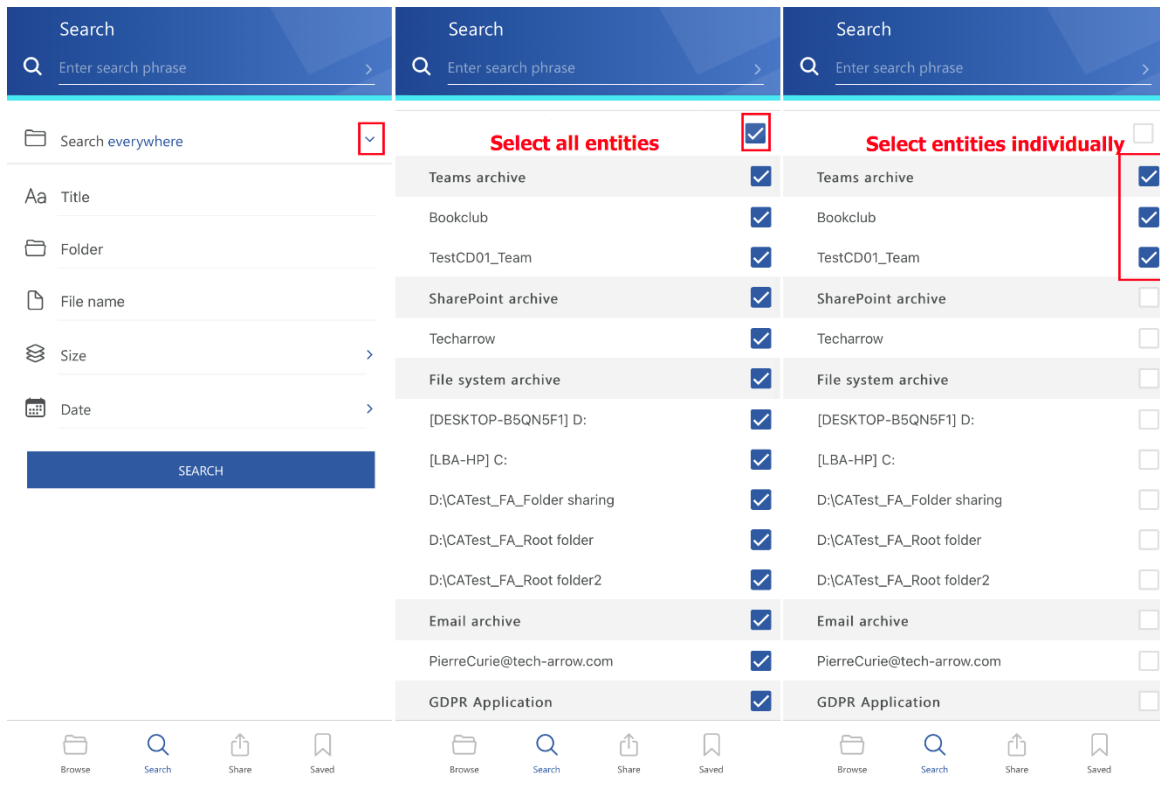 Search
Enter search phrase
Search everywhere
Aa Title
Folder
File name
Size
Date
SEARCH
Browse
Search
Share
Saved
Search
Enter search phrase
Select all entities
Teams archive
Bookclub
TestCD01_Team
SharePoint archive
Techarrow
File system archive
[DESKTOP-B5QN5F1] D:
[LBA-HP] C:
D:\CATest_FA_Folder sharing
D:\CATest_FA_Root folder
D:\CATest_FA_Root folder2
Email archive
PierreCurie@tech-arrow.com
GDPR Application
Browse
Search
Share
Saved
Search
Enter search phrase
Select entities individually
Teams archive
Bookclub
TestCD01_Team
SharePoint archive
Techarrow
File system archive
[DESKTOP-B5QN5F1] D:
[LBA-HP] C:
D:\CATest_FA_Folder sharing
D:\CATest_FA_Root folder
D:\CATest_FA_Root folder2
Email archive
PierreCurie@tech-arrow.com
GDPR Application
Browse
Search
Share
Saved